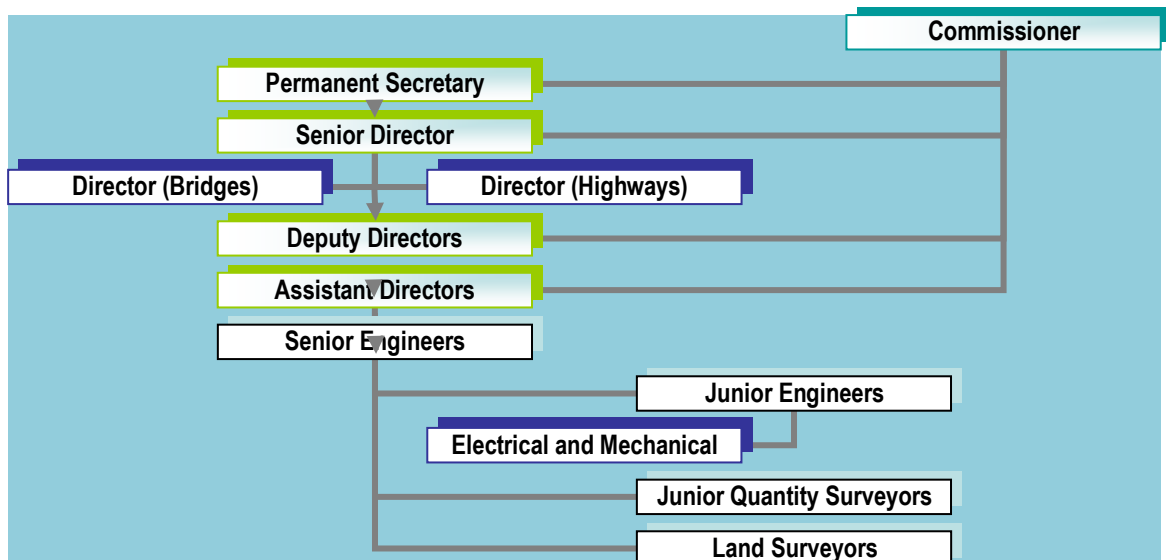 Commissioner
Permanent Secretary
Senior Director
Director (Bridges)
Director (Highways)
Deputy Directors
Assistant Directors
Senior Engineers
Junior Engineers
Electrical and Mechanical
Junior Quantity Surveyors
Land Surveyors